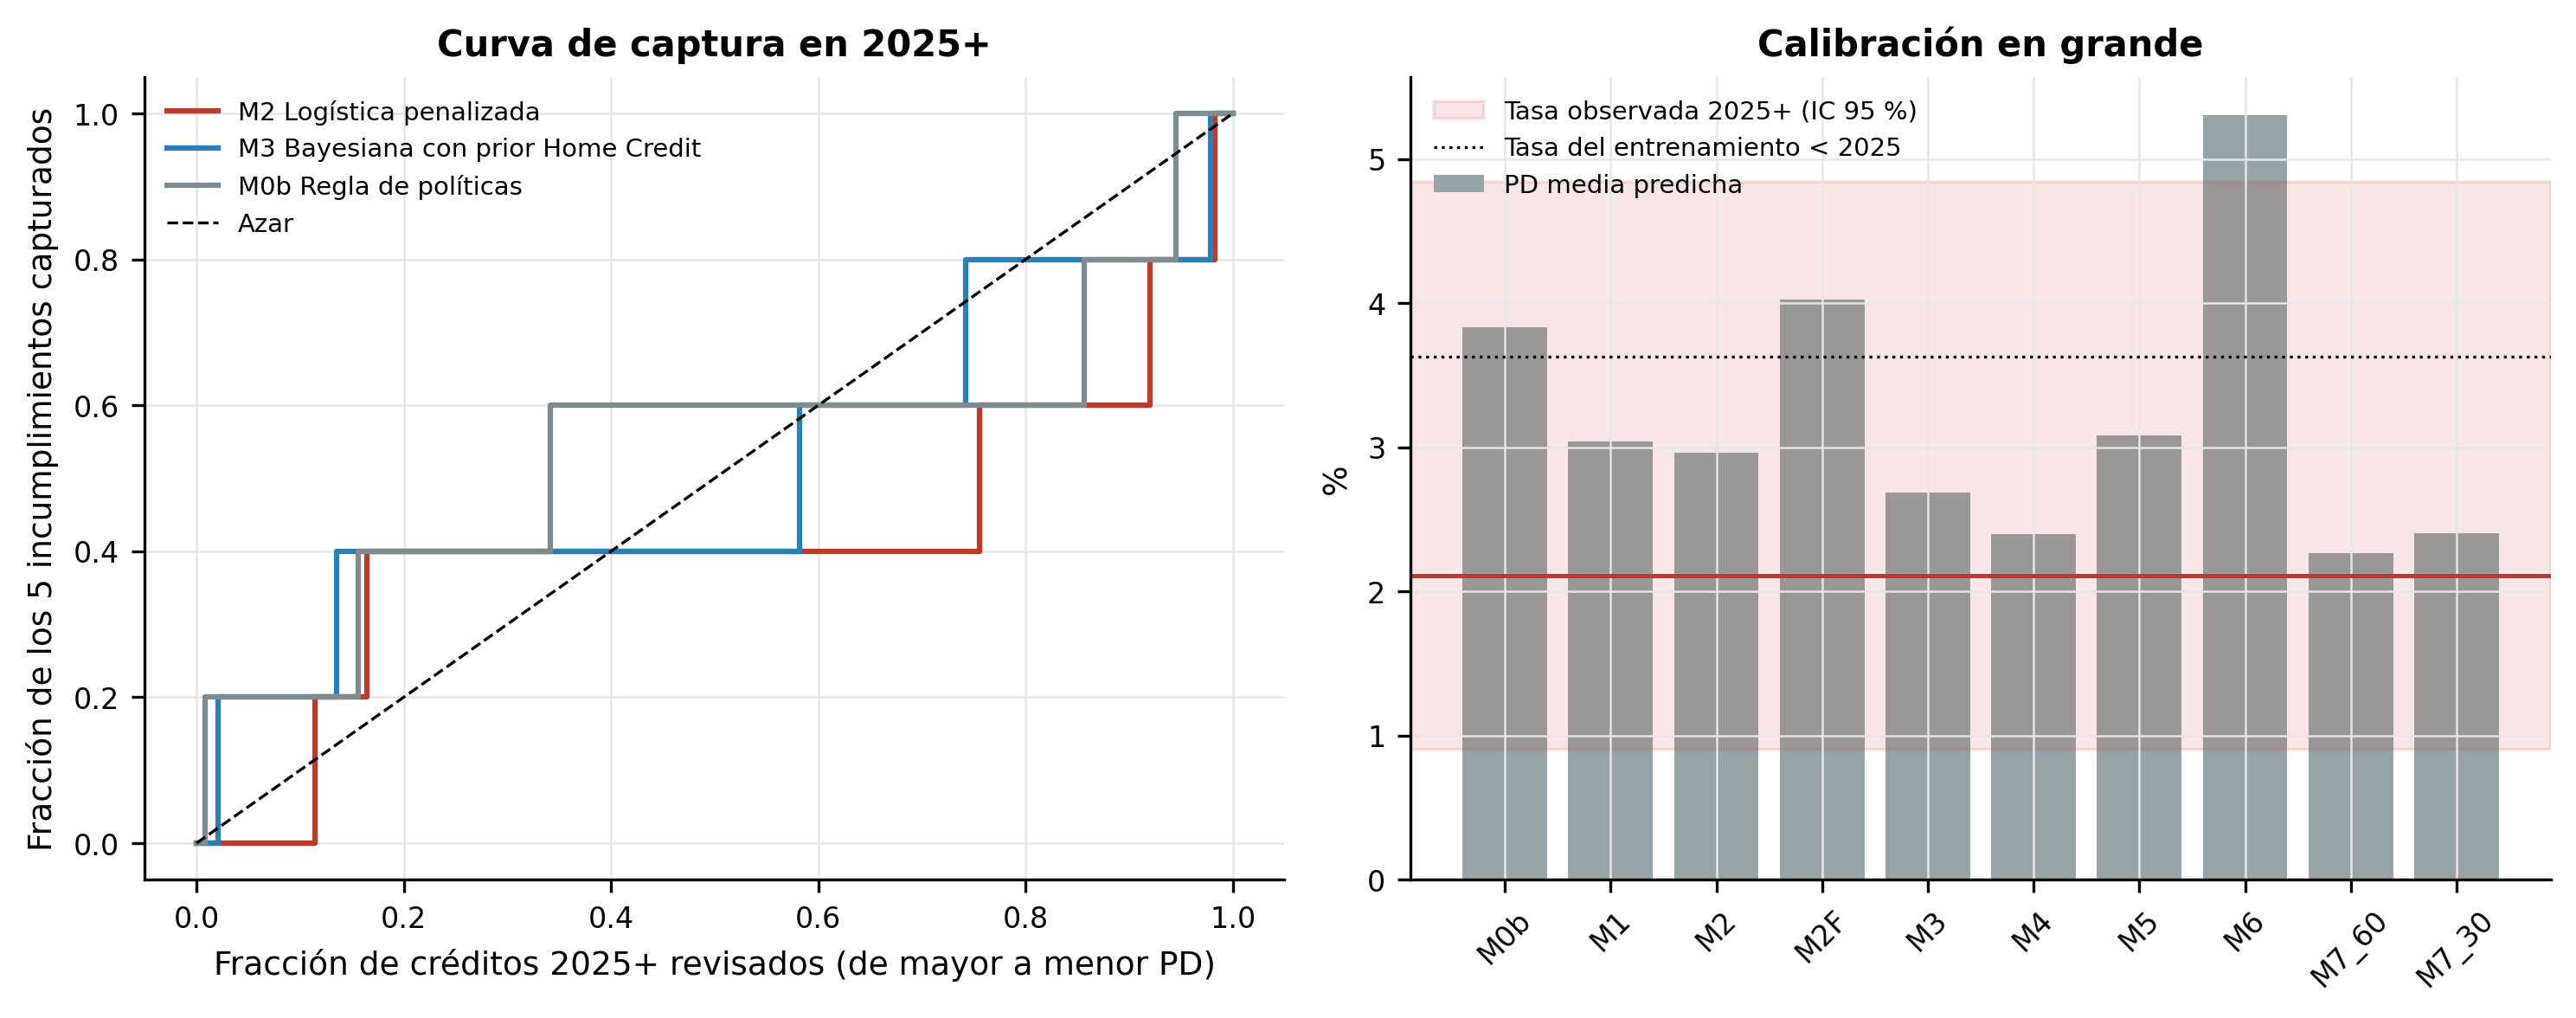 Curva de captura en 2025+
M2 Logística penalizada
M3 Bayesiana con prior Home Credit
M0b Regla de políticas
Azar
Fracción de los 5 incumplimientos capturados
1.0
0.8
0.6
0.4
0.2
0.0
0.0 0.2 0.4 0.6 0.8 1.0
Fracción de créditos 2025+ revisados (de mayor a menor PD)
Calibración en grande
Tasa observada 2025+ (IC 95 %)
Tasa del entrenamiento < 2025
PD media predicha
%
5
4
3
2
1
0
M0b M1 M2 M2F M3 M4 M5 M6 M7_60 M7_30